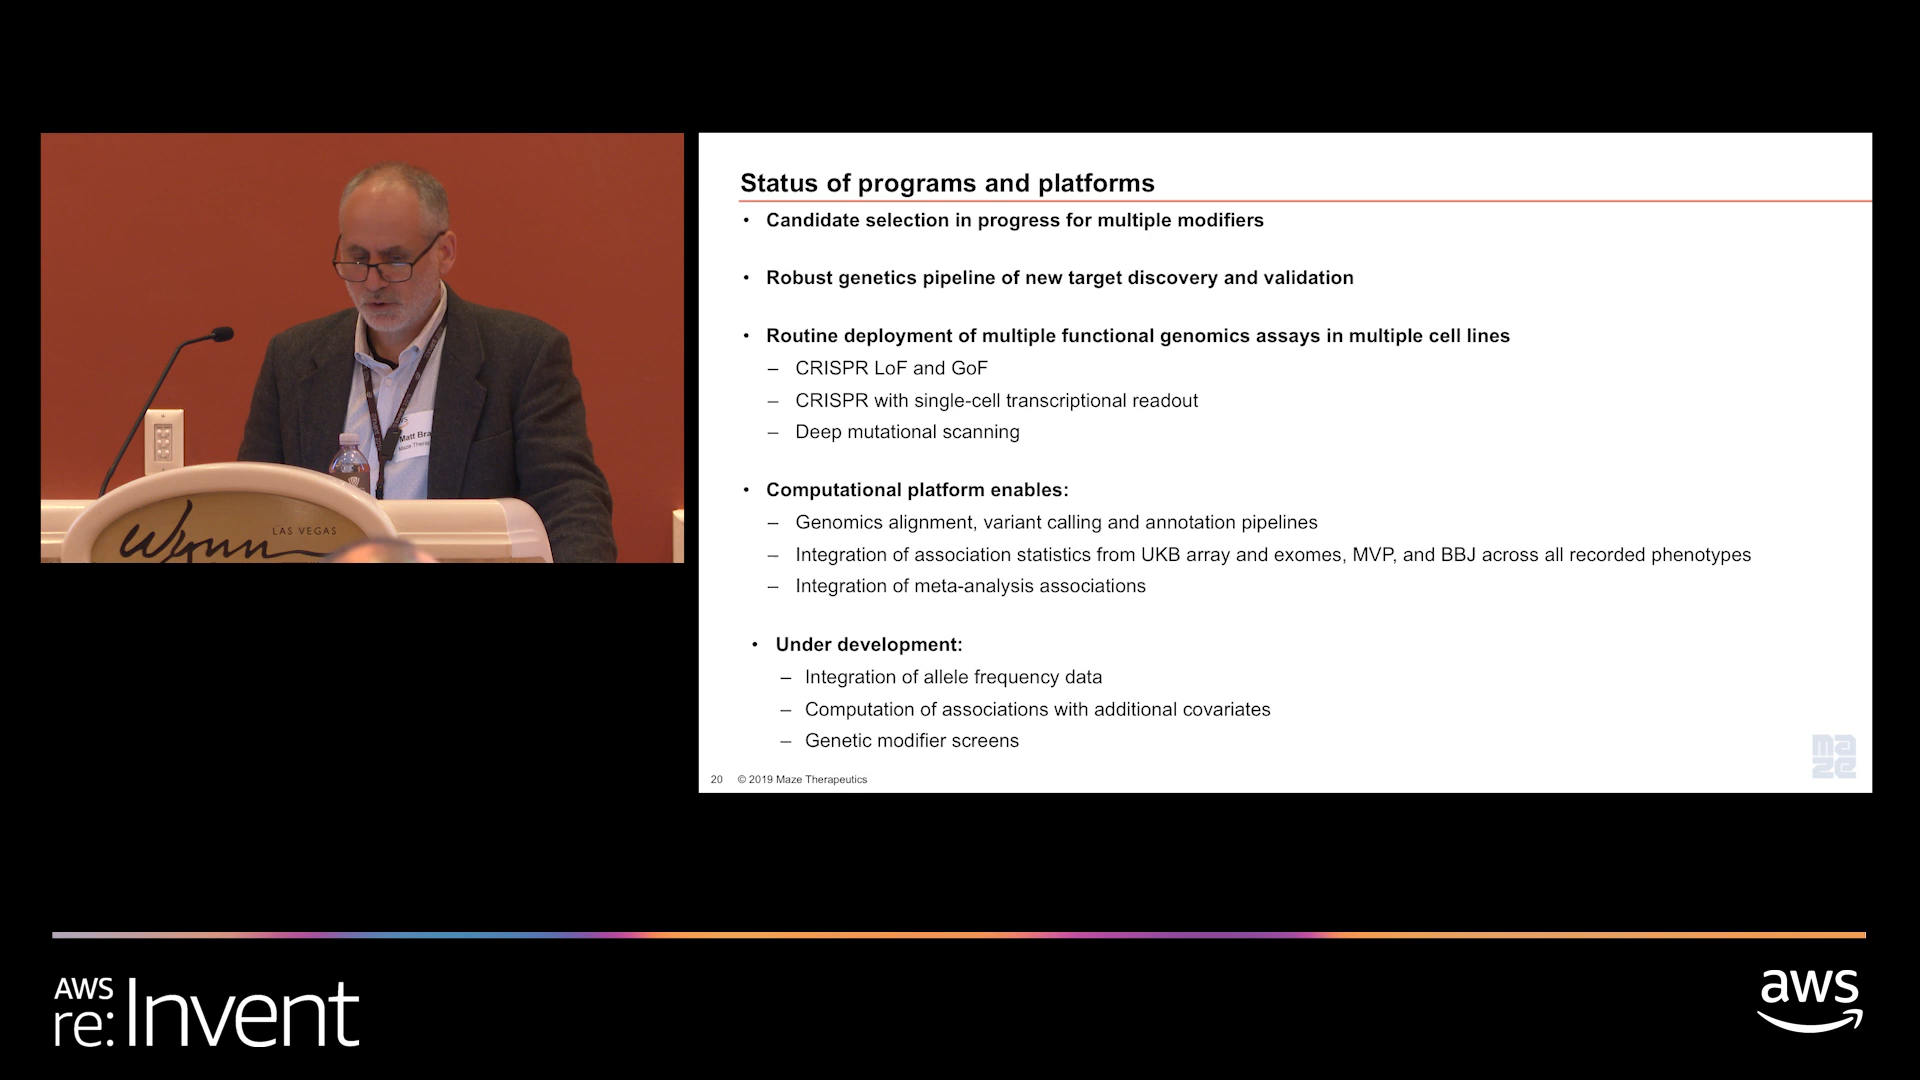 Matt
Maze
Wynn
LAS VEGAS
Status of programs and platforms
• Candidate selection in progress for multiple modifiers
• Robust genetics pipeline of new target discovery and validation
• Routine deployment of multiple functional genomics assays in multiple cell lines
– CRISPR LoF and GoF
– CRISPR with single-cell transcriptional readout
– Deep mutational scanning
• Computational platform enables:
– Genomics alignment, variant calling and annotation pipelines
– Integration of association statistics from UKB array and exomes, MVP, and BBJ across all recorded phenotypes
– Integration of meta-analysis associations
• Under development:
– Integration of allele frequency data
– Computation of associations with additional covariates
– Genetic modifier screens
maze
20 © 2019 Maze Therapeutics
AWS
re:Invent
aws